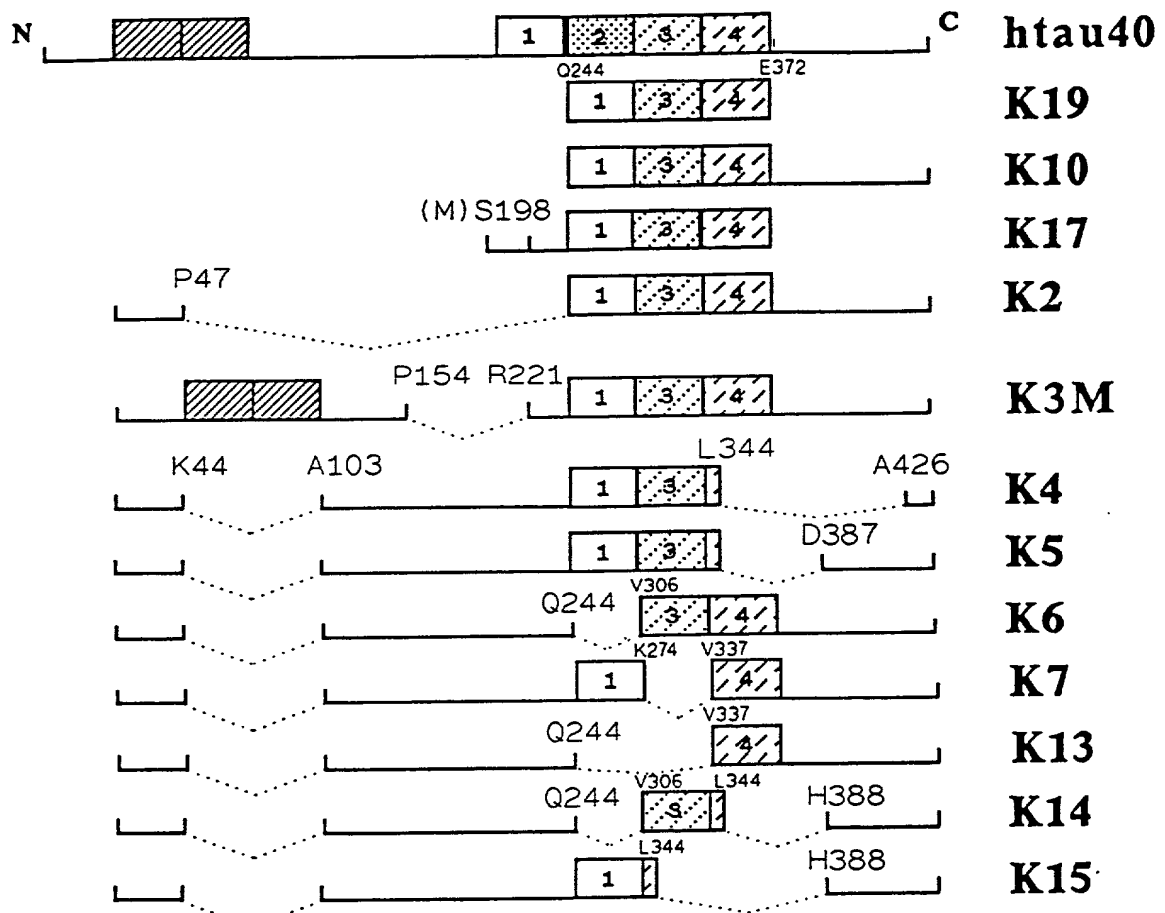 N 1 2 3 4 C htau40
Q244 E372
1 3 4 K19
1 3 4 K10
(M) S198
1 3 4 K17
P47
1 3 4 K2
P154 R221
1 3 4 K3M
K44 A103 L344 A426
1 3 K4
D387
1 3 K5
Q244 V306
3 4 K6
K274 V337
1 4 K7
Q244 V337
4 K13
Q244 V306 L344 H388
3 K14
L344 H388
1 K15